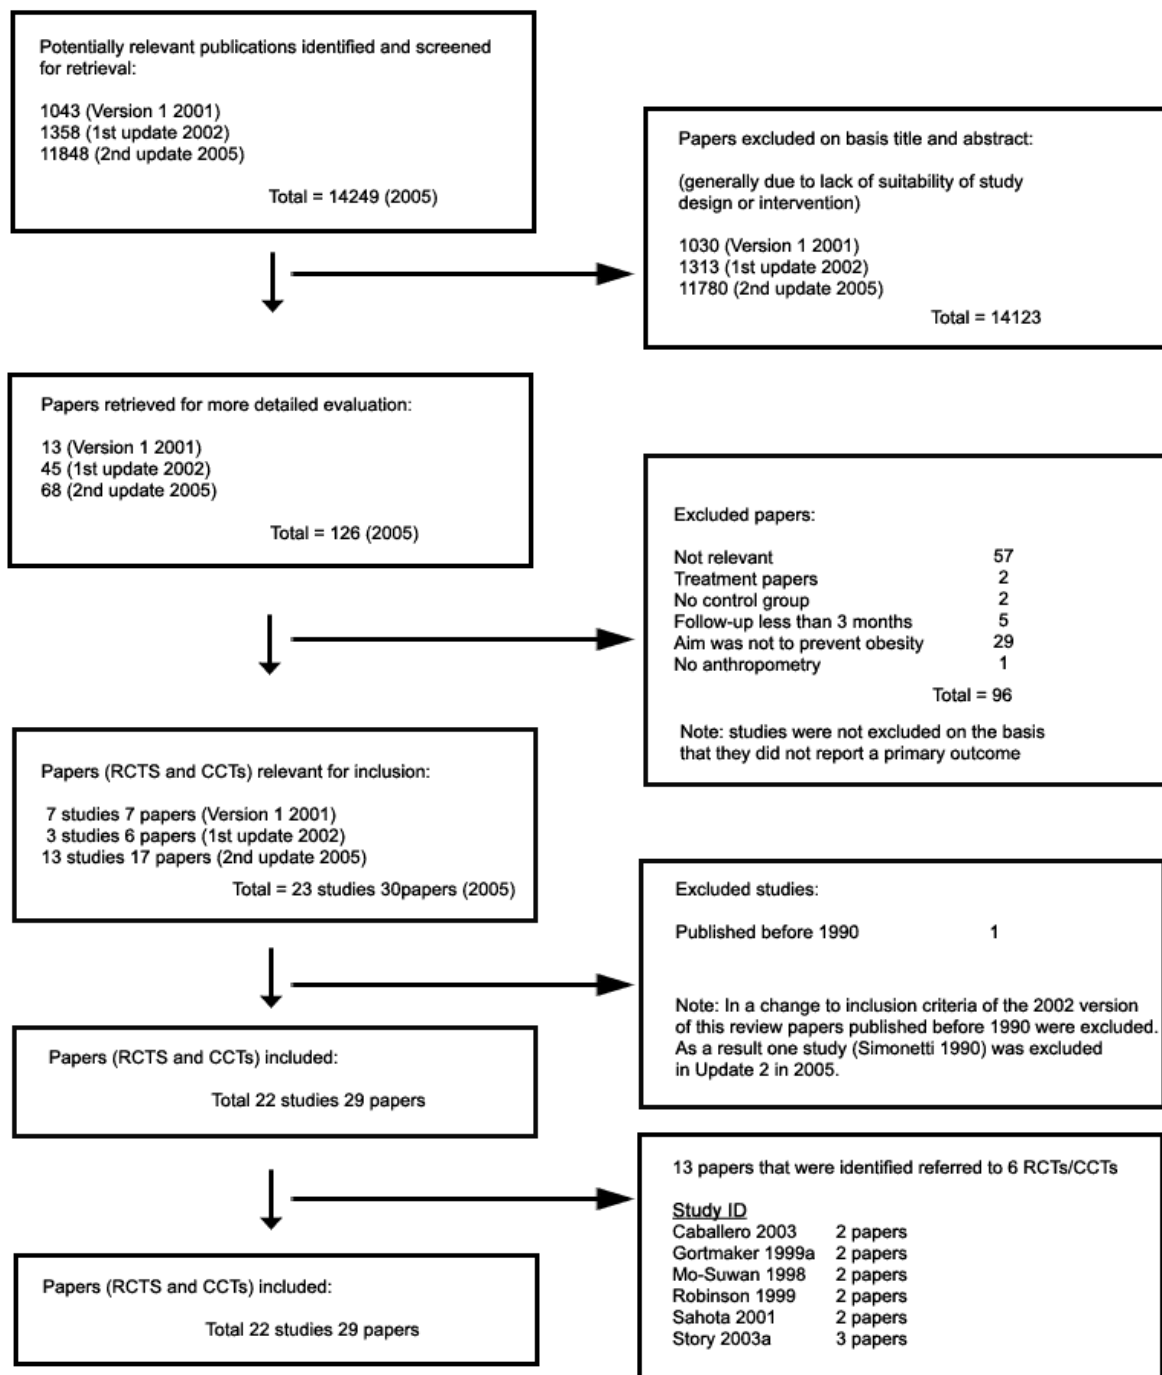 Potentially relevant publications identified and screened
for retrieval:
1043 (Version 1 2001)
1358 (1st update 2002)
11848 (2nd update 2005)
Total = 14249 (2005)
Papers excluded on basis title and abstract:
(generally due to lack of suitability of study
design or intervention)
1030 (Version 1 2001)
1313 (1st update 2002)
11780 (2nd update 2005)
Total = 14123
Papers retrieved for more detailed evaluation:
13 (Version 1 2001)
45 (1st update 2002)
68 (2nd update 2005)
Total = 126 (2005)
Excluded papers:
Not relevant 57
Treatment papers 2
No control group 2
Follow-up less than 3 months 5
Aim was not to prevent obesity 29
No anthropometry 1
Total = 96
Note: studies were not excluded on the basis
that they did not report a primary outcome
Papers (RCTS and CCTs) relevant for inclusion:
7 studies 7 papers (Version 1 2001)
3 studies 6 papers (1st update 2002)
13 studies 17 papers (2nd update 2005)
Total = 23 studies 30papers (2005)
Excluded studies:
Published before 1990 1
Note: In a change to inclusion criteria of the 2002 version
of this review papers published before 1990 were excluded.
As a result one study (Simonetti 1990) was excluded
in Update 2 in 2005.
Papers (RCTS and CCTs) included:
Total 22 studies 29 papers
13 papers that were identified referred to 6 RCTs/CCTs
Study ID
Caballero 2003 2 papers
Gortmaker 1999a 2 papers
Mo-Suwan 1998 2 papers
Robinson 1999 2 papers
Sahota 2001 2 papers
Story 2003a 3 papers
Papers (RCTS and CCTs) included:
Total 22 studies 29 papers